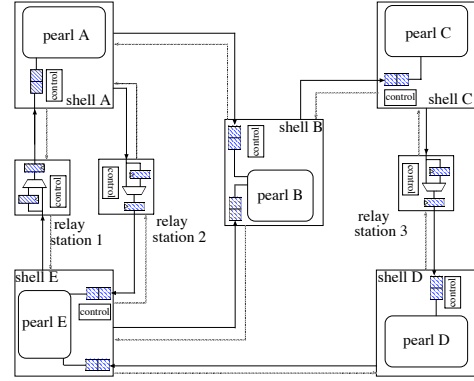 pearl A
control
shell A
pearl C
control
shell C
shell B
control
pearl B
control
relay
station 1
control
relay
station 2
control
relay
station 3
shell E
pearl E
control
shell D
control
pearl D